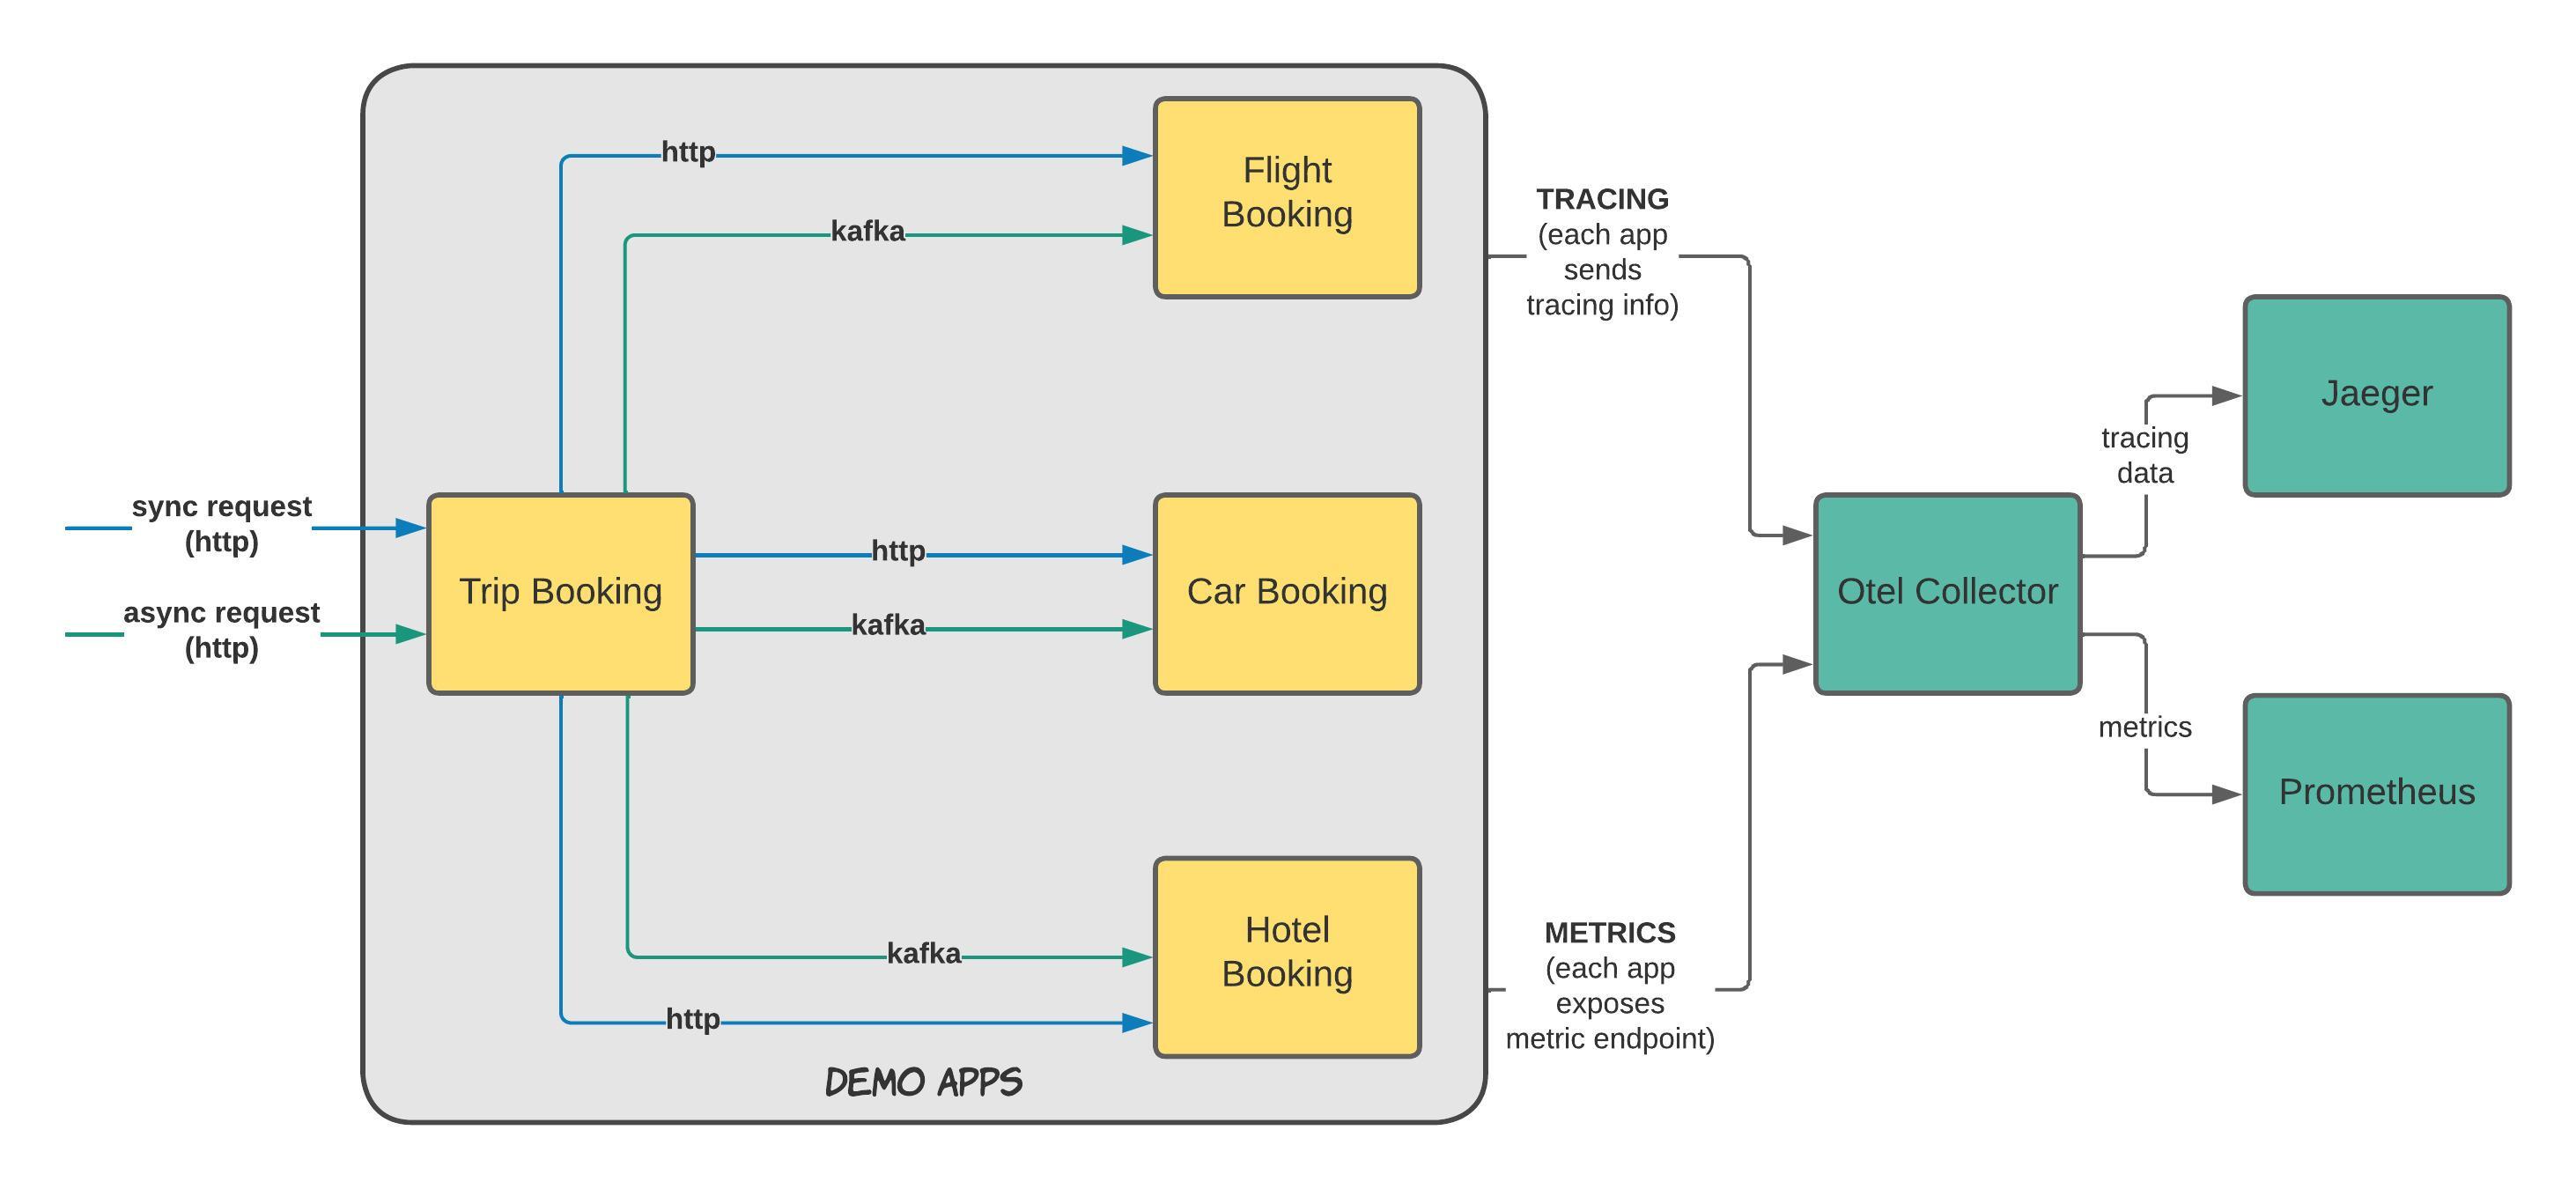 http
Flight
Booking
kafka
TRACING
(each app
sends
tracing info)
Jaeger
tracing
data
sync request
(http)
async request
(http)
Trip Booking
http
kafka
Car Booking
Otel Collector
metrics
Prometheus
kafka
http
Hotel
Booking
METRICS
(each app
exposes
metric endpoint)
DEMO APPS